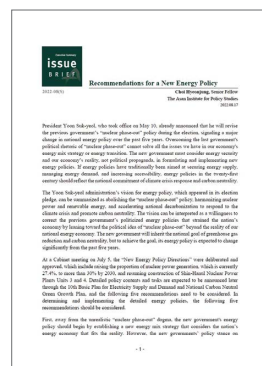 issue
BRIEF
Recommendations for a New Energy Policy
Choi Hyeonjung, Senior Fellow
The Asan Institute for Policy Studies
President Yoon Suk-yeol, who took office on May 10, already announced that he will revise
the previous government's “nuclear phase-out” policy during the election, signaling a major
change in national energy policy over the past five years. Overcoming the last government's
political rhetoric of “nuclear phase-out” cannot solve all the issues we have in our economy's
energy mix strategy or energy transition. The new government must consider energy security
and our economy's reality, not political propaganda, in formulating and implementing new
energy policies. If energy policies have traditionally been aimed at securing energy supply,
managing energy demand, and increasing accessibility, energy policies in the twenty-first
century should reflect the national commitment of climate crisis response and carbon neutrality.
The Yoon Suk-yeol administration's vision for energy policy, which appeared in its election
pledge, can be summarized as abolishing the “nuclear phase-out” policy, harmonizing nuclear
power and renewable energy, and accelerating national decarbonization to respond to the
climate crisis and promote carbon neutrality. The vision can be interpreted as a willingness to
correct the previous government's politicized energy policies that strained the nation's
economy by leaning toward the political idea of “nuclear phase-out” beyond the reality of our
national energy economy. The new government will inherit the national goal of greenhouse gas
reduction and carbon neutrality, but to achieve the goal, its energy policy is expected to change
significantly from the past five years.
At a Cabinet meeting on July 5, the “New Energy Policy Directions” were deliberated and
approved, which include raising the proportion of nuclear power generation, which is currently
27.4%, to more than 30% by 2030, and resuming construction of Shin-Hanul Nuclear Power
Plants Units 3 and 4. Detailed policy contents and tasks are expected to be announced later
through the 10th Basic Plan for Electricity Supply and Demand and National Carbon Neutral
Green Growth Plan, and the following five recommendations need to be considered. In
determining and implementing the detailed energy policies, the following five
recommendations should be considered.
First, away from the unrealistic “nuclear phase-out” dogma, the new government's energy
policy should begin by establishing a new energy mix strategy that considers the nation's
energy economy that fits the reality. However, the new government's policy stance on
- 1 -